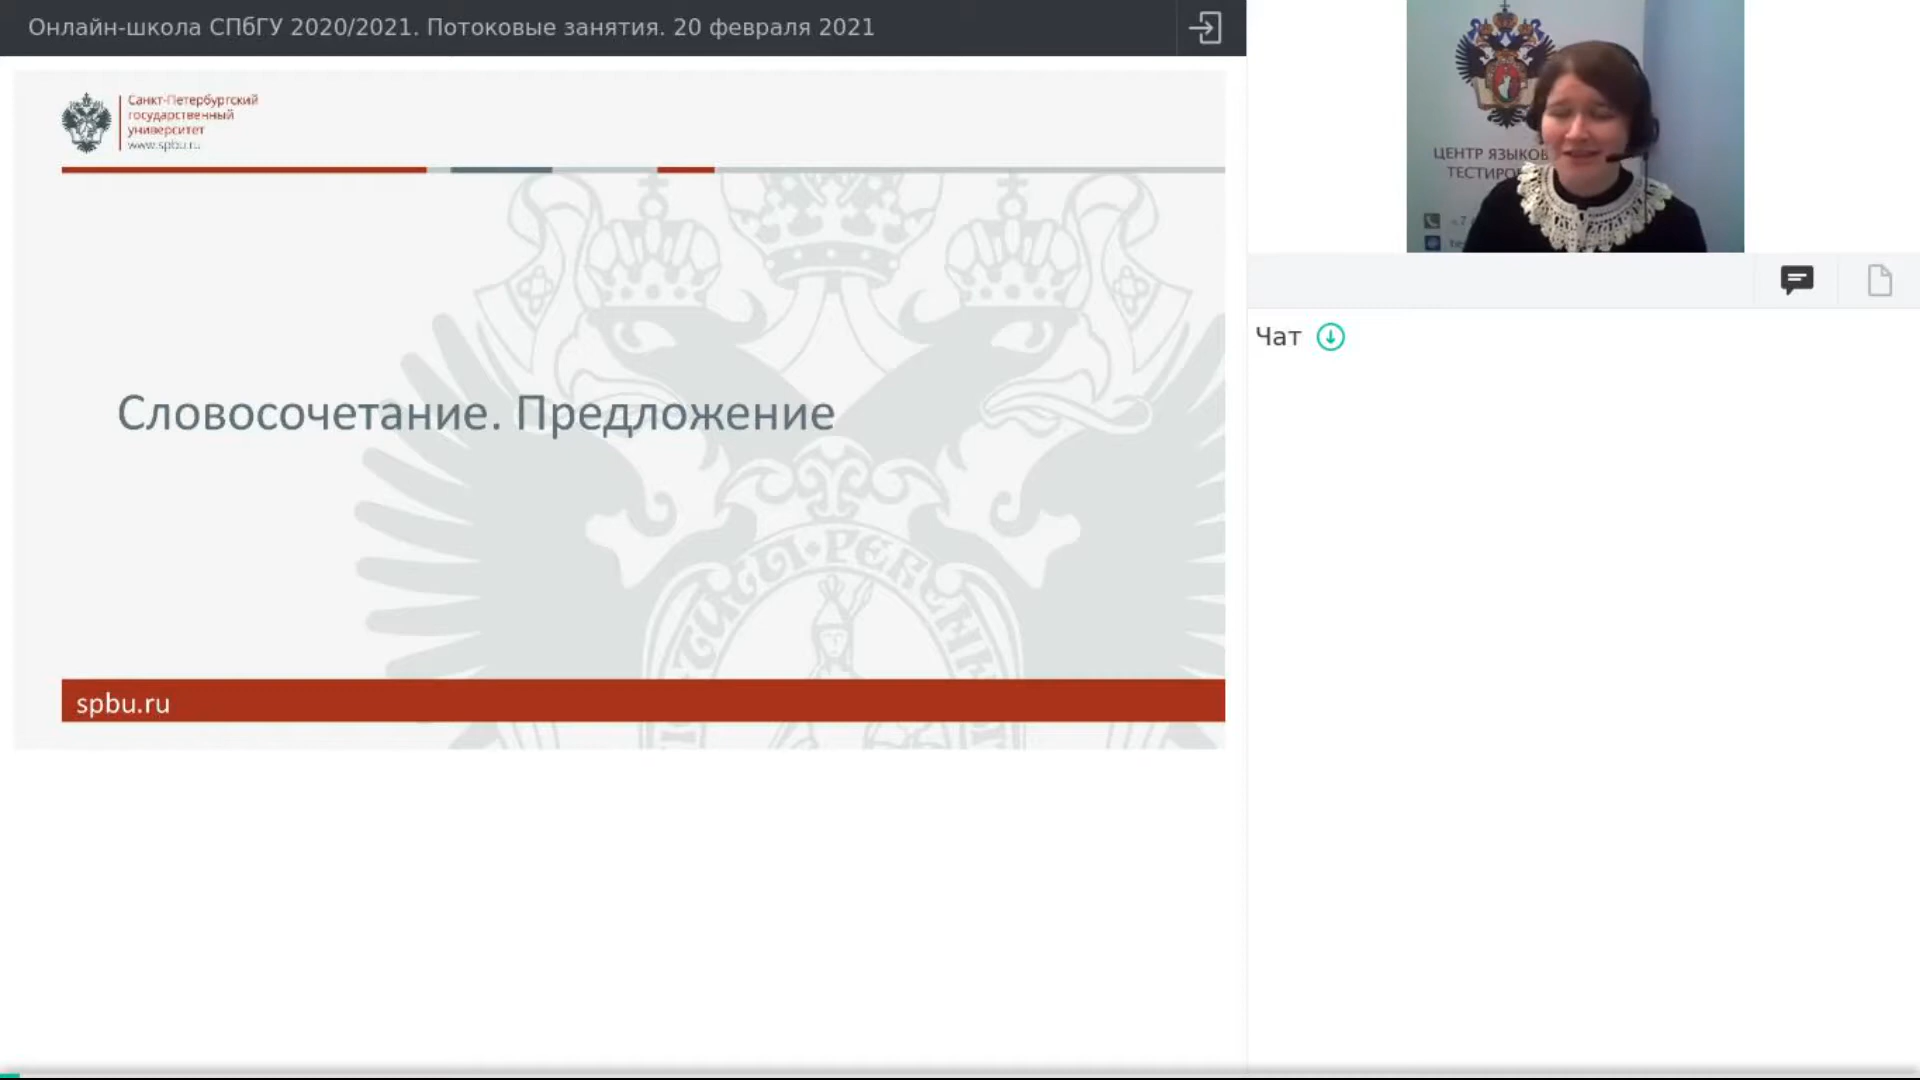 Онлайн-школа СПбГУ 2020/2021. Потоковые занятия. 20 февраля 2021
Санкт-Петербургский
государственный
университет
www.spbu.ru
Словосочетание. Предложение
spbu.ru
ЦЕНТР ЯЗЫКОВ
ТЕСТИРО
+7
Чат